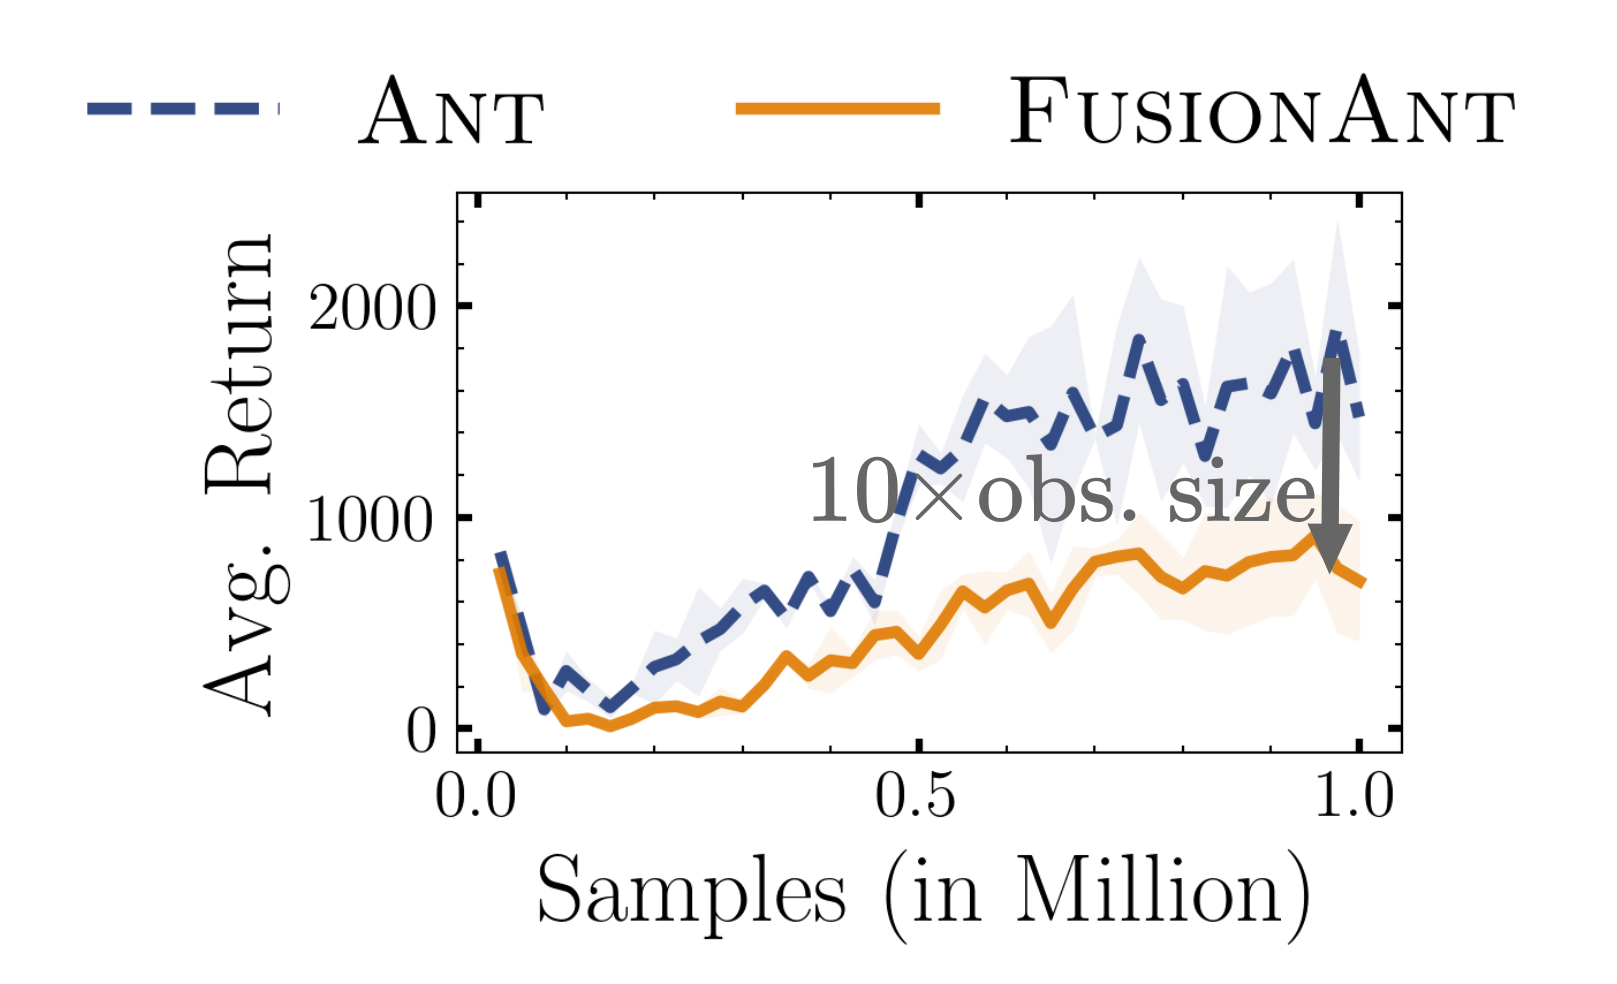 Ant FusionAnt
Avg. Return
2000
1000
0
10×obs. size
0.0 0.5 1.0
Samples (in Million)